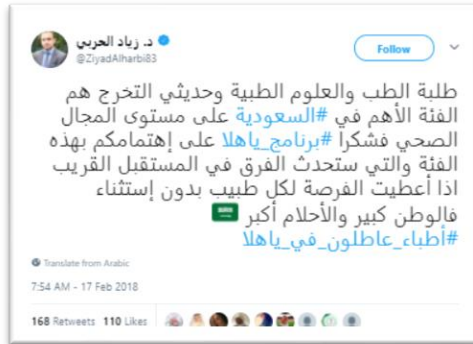 د. زياد الحربي
@ZiyadAlharbi83
Follow
طلبة الطب والعلوم الطبية وحديثي التخرج هم
الفئة الأهم في #السعودية على مستوى المجال
الصحي فشكرا #برنامج_ياهلا على إهتمامكم بهذه
الفئة والتي ستحدث الفرق في المستقبل القريب
اذا أعطيت الفرصة لكل طبيب بدون إستثناء
فالوطن كبير والأحلام أكبر 🇸🇦
#أطباء_عاطلون_في_ياهلا
Translate from Arabic
7:54 AM - 17 Feb 2018
168 Retweets 110 Likes